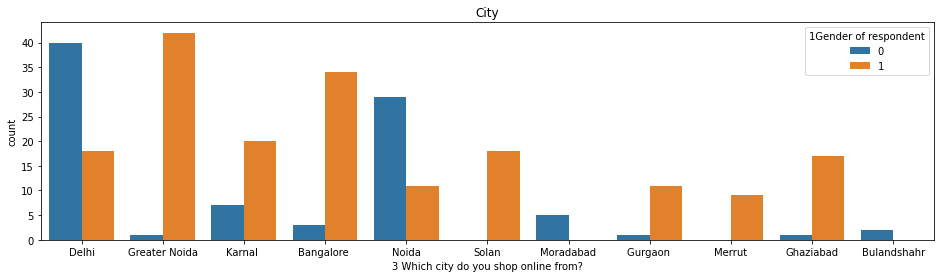 City
1Gender of respondent
0
1
40
35
30
25
20
15
10
5
0
count
Delhi Greater Noida Karnal Bangalore Noida Solan Moradabad Gurgaon Merrut Ghaziabad Bulandshahr
3 Which city do you shop online from?